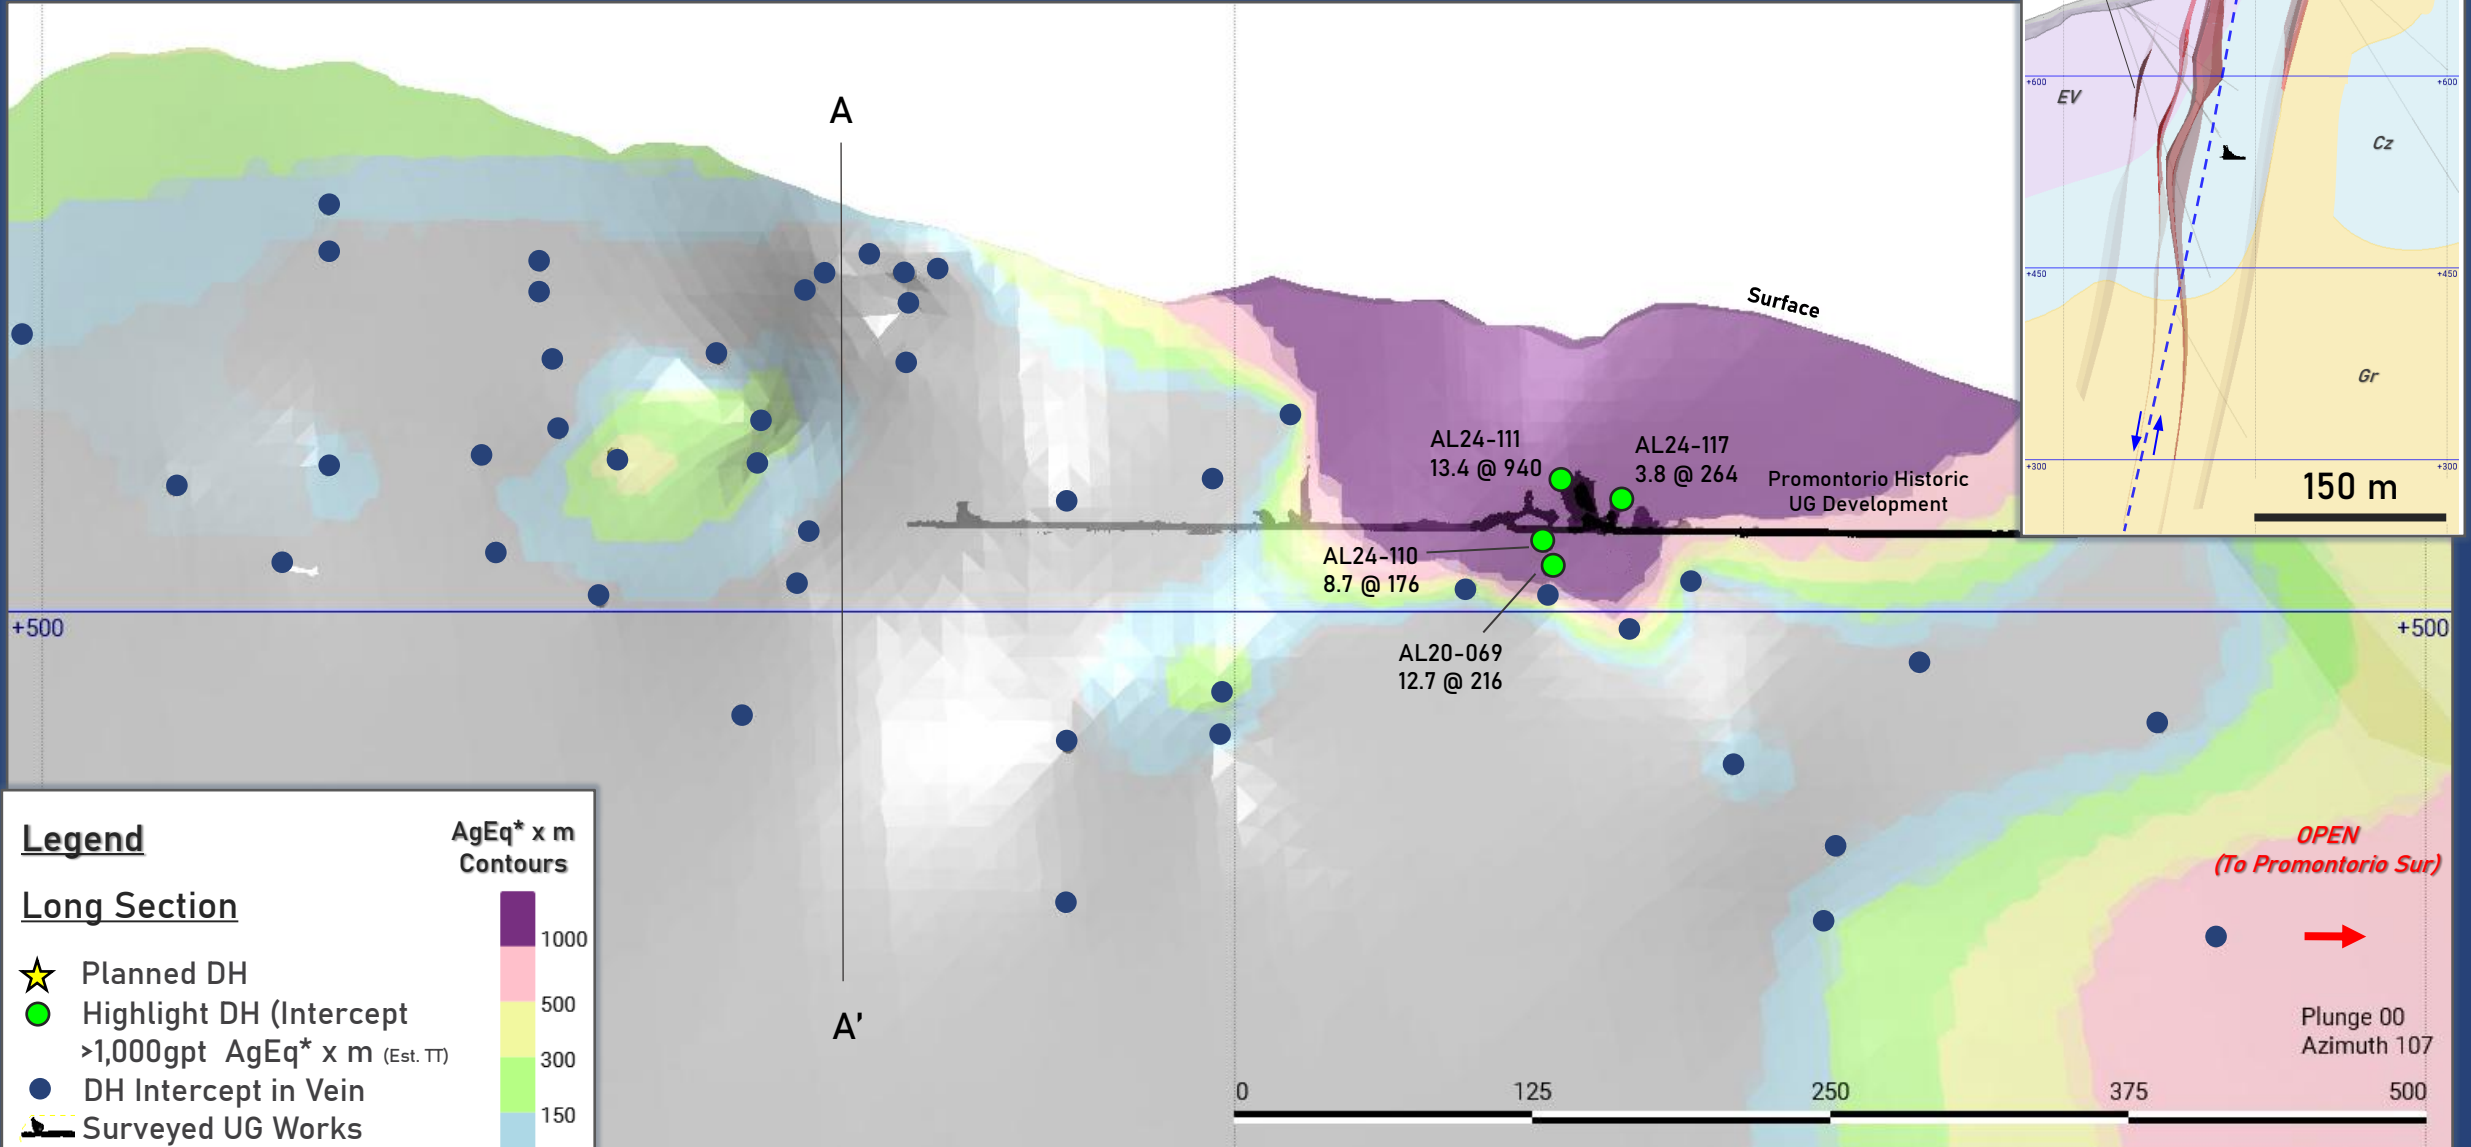 A
Surface
AL24-111
13.4 @ 940
AL24-117
3.8 @ 264
Promontorio Historic
UG Development
AL24-110
8.7 @ 176
AL20-069
12.7 @ 216
+500
+500
A'
OPEN
(To Promontorio Sur)
Plunge 00
Azimuth 107
0
125
250
375
500
+600
+600
EV
Cz
+450
+450
Gr
+300
+300
150 m
Legend
Long Section
Planned DH
Highlight DH (Intercept
>1,000gpt AgEq* x m (Est. TT)
DH Intercept in Vein
Surveyed UG Works
AgEq* x m
Contours
1000
500
300
150